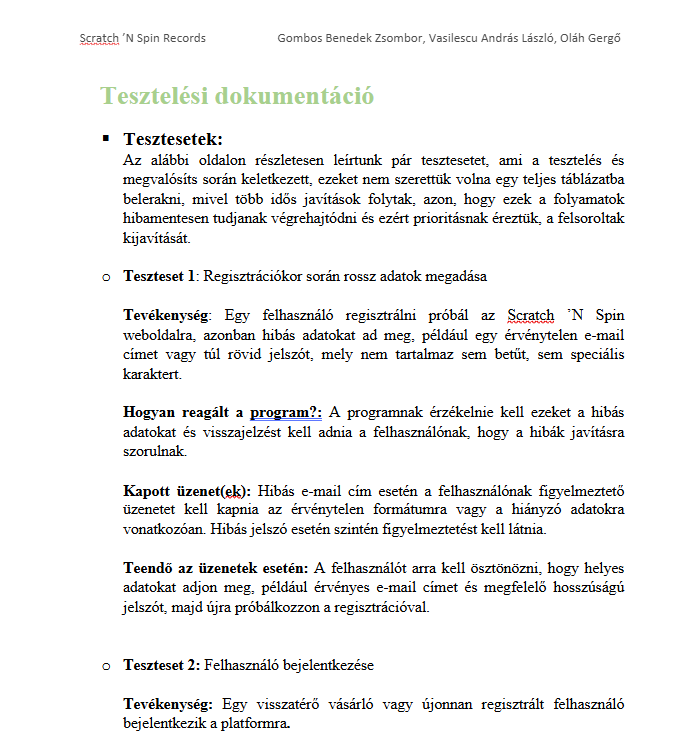 Scratch ’N Spin Records Gombos Benedek Zsombor, Vasilescu András László, Oláh Gergő
Tesztelési dokumentáció
▪ Tesztesetek:
Az alábbi oldalon részletesen leírtunk pár tesztesetet, ami a tesztelés és
megvalósíts során keletkezett, ezeket nem szerettük volna egy teljes táblázatba
belerakni, mivel több idős javítások folytak, azon, hogy ezek a folyamatok
hibamentesen tudjanak végrehajtódni és ezért prioritásnak éreztük, a felsoroltak
kijavítását.
o Teszteset 1: Regisztrációkor során rossz adatok megadása
Tevékenység: Egy felhasználó regisztrálni próbál az Scratch ’N Spin
weboldalra, azonban hibás adatokat ad meg, például egy érvénytelen e-mail
címet vagy túl rövid jelszót, mely nem tartalmaz sem betűt, sem speciális
karaktert.
Hogyan reagált a program?: A programnak érzékelnie kell ezeket a hibás
adatokat és visszajelzést kell adnia a felhasználónak, hogy a hibák javításra
szorulnak.
Kapott üzenet(ek): Hibás e-mail cím esetén a felhasználónak figyelmeztető
üzenetet kell kapnia az érvénytelen formátumra vagy a hiányzó adatokra
vonatkozóan. Hibás jelszó esetén szintén figyelmeztetést kell látnia.
Teendő az üzenetek esetén: A felhasználót arra kell ösztönözni, hogy helyes
adatokat adjon meg, például érvényes e-mail címet és megfelelő hosszúságú
jelszót, majd újra próbálkozzon a regisztrációval.
o Teszteset 2: Felhasználó bejelentkezése
Tevékenység: Egy visszatérő vásárló vagy újonnan regisztrált felhasználó
bejelentkezik a platformra.